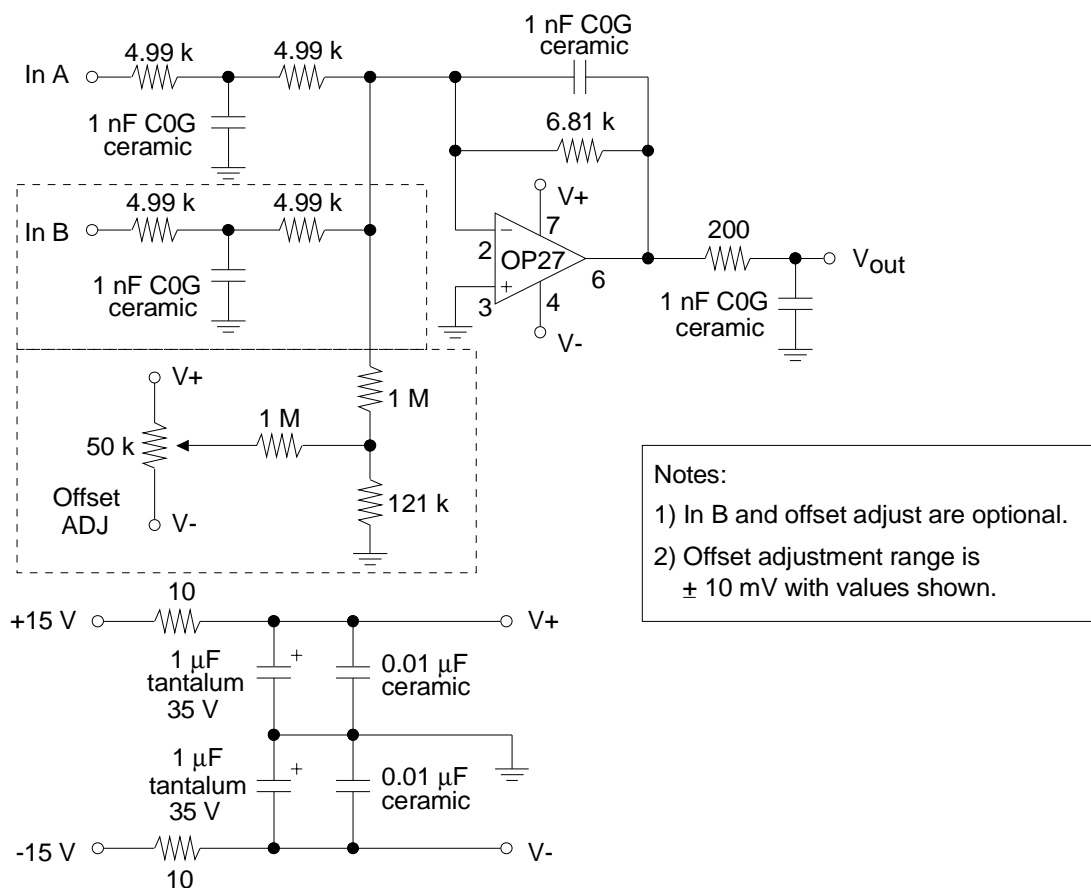 1 nF C0G
ceramic
4.99 k
4.99 k
In A
1 nF C0G
ceramic
6.81 k
4.99 k
4.99 k
In B
1 nF C0G
ceramic
V+
7
−
2
OP27
6
+
3
4
V-
200
Vout
1 nF C0G
ceramic
V+
1 M
1 M
50 k
Offset
ADJ
121 k
V-
Notes:
1) In B and offset adjust are optional.
2) Offset adjustment range is
± 10 mV with values shown.
10
+15 V
V+
1 μF
tantalum
35 V
+
0.01 μF
ceramic
1 μF
tantalum
35 V
+
0.01 μF
ceramic
-15 V
V-
10